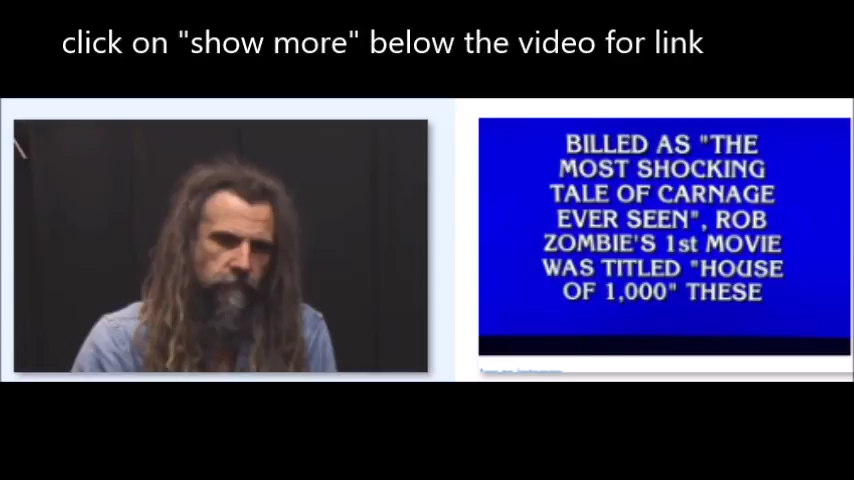 click on "show more" below the video for link
BILLED AS "THE
MOST SHOCKING
TALE OF CARNAGE
EVER SEEN", ROB
ZOMBIE'S 1st MOVIE
WAS TITLED "HOUSE
OF 1,000" THESE